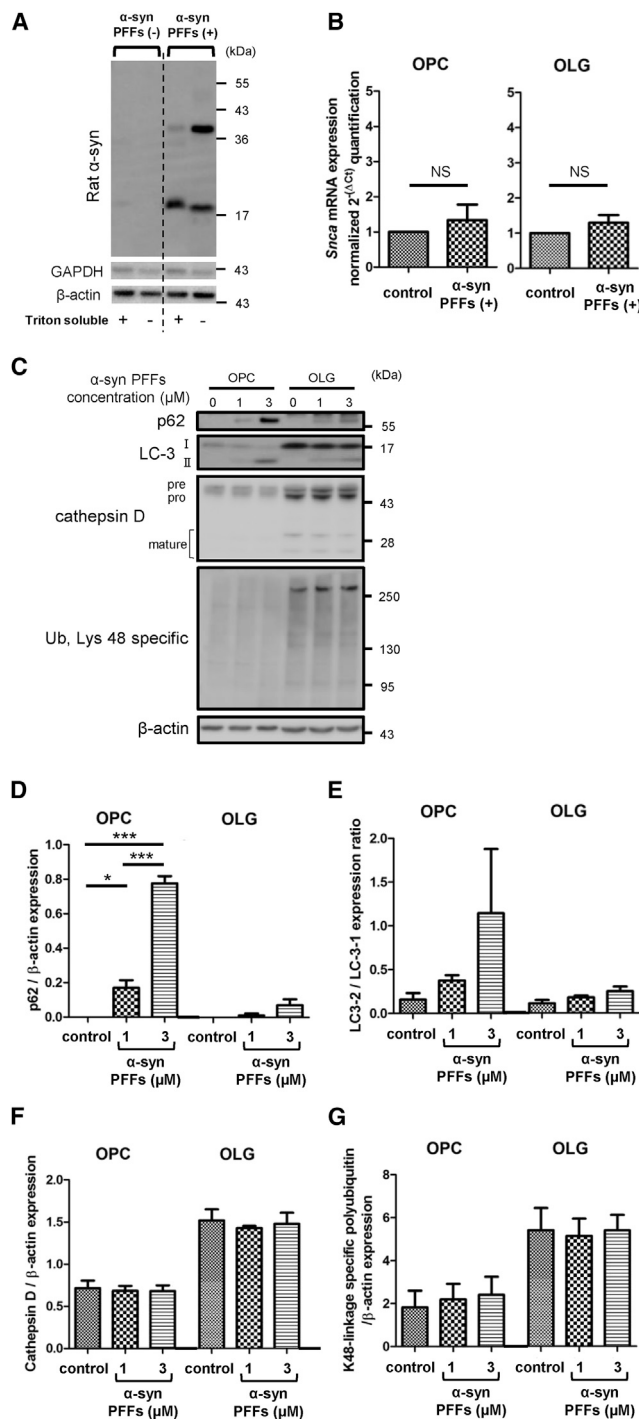 A
α-syn PFFs (-)
α-syn PFFs (+)
(kDa)
Rat α-syn
55
43
36
17
GAPDH
43
β-actin
43
Triton soluble + - + -
B
OPC
OLG
Snca mRNA expression
normalized 2^-(ΔCt) quantification
5
4
3
2
1
0
NS
control
α-syn
PFFs (+)
5
4
3
2
1
0
NS
control
α-syn
PFFs (+)
C
α-syn PFFs
concentration (μM)
OPC
OLG
(kDa)
0 1 3 0 1 3
p62
55
LC-3
I
II
17
cathepsin D
pre
pro
mature
43
28
Ub, Lys 48 specific
250
130
95
β-actin
43
D
OPC
OLG
p62 / β-actin expression
1.0
0.8
0.6
0.4
0.2
0.0
***
***
*
control 1 3 control 1 3
α-syn
PFFs (μM)
α-syn
PFFs (μM)
E
OPC
OLG
LC3-2 / LC-3-1 expression ratio
2.0
1.5
1.0
0.5
0.0
control 1 3 control 1 3
α-syn
PFFs (μM)
α-syn
PFFs (μM)
F
OPC
OLG
Cathepsin D / β-actin expression
2.0
1.5
1.0
0.5
0.0
control 1 3 control 1 3
α-syn
PFFs (μM)
α-syn
PFFs (μM)
G
OPC
OLG
K48-linkage specific polyubiquitin
/β-actin expression
8
6
4
2
0
control 1 3 control 1 3
α-syn
PFFs (μM)
α-syn
PFFs (μM)